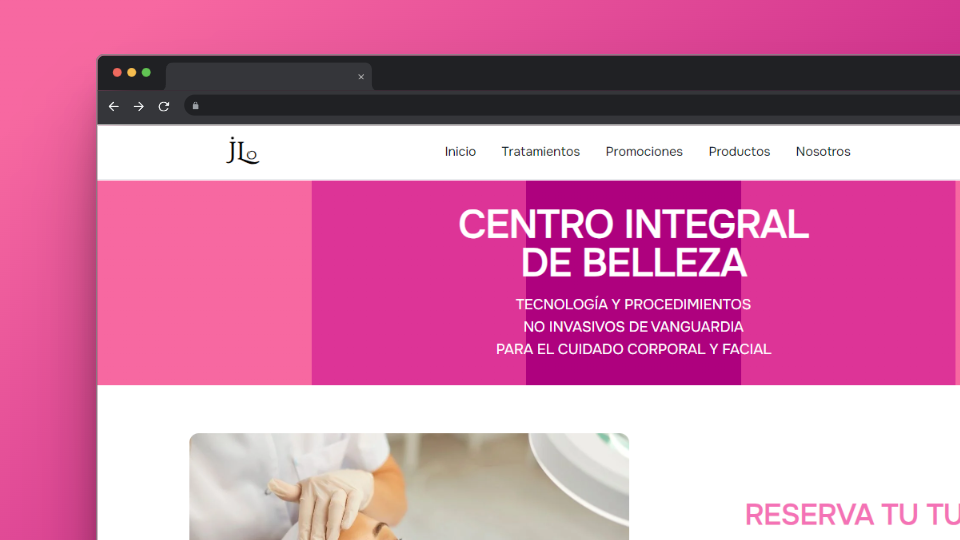 jLo
Inicio Tratamientos Promociones Productos Nosotros
CENTRO INTEGRAL
DE BELLEZA
TECNOLOGÍA Y PROCEDIMIENTOS
NO INVASIVOS DE VANGUARDIA
PARA EL CUIDADO CORPORAL Y FACIAL
RESERVA TU TU